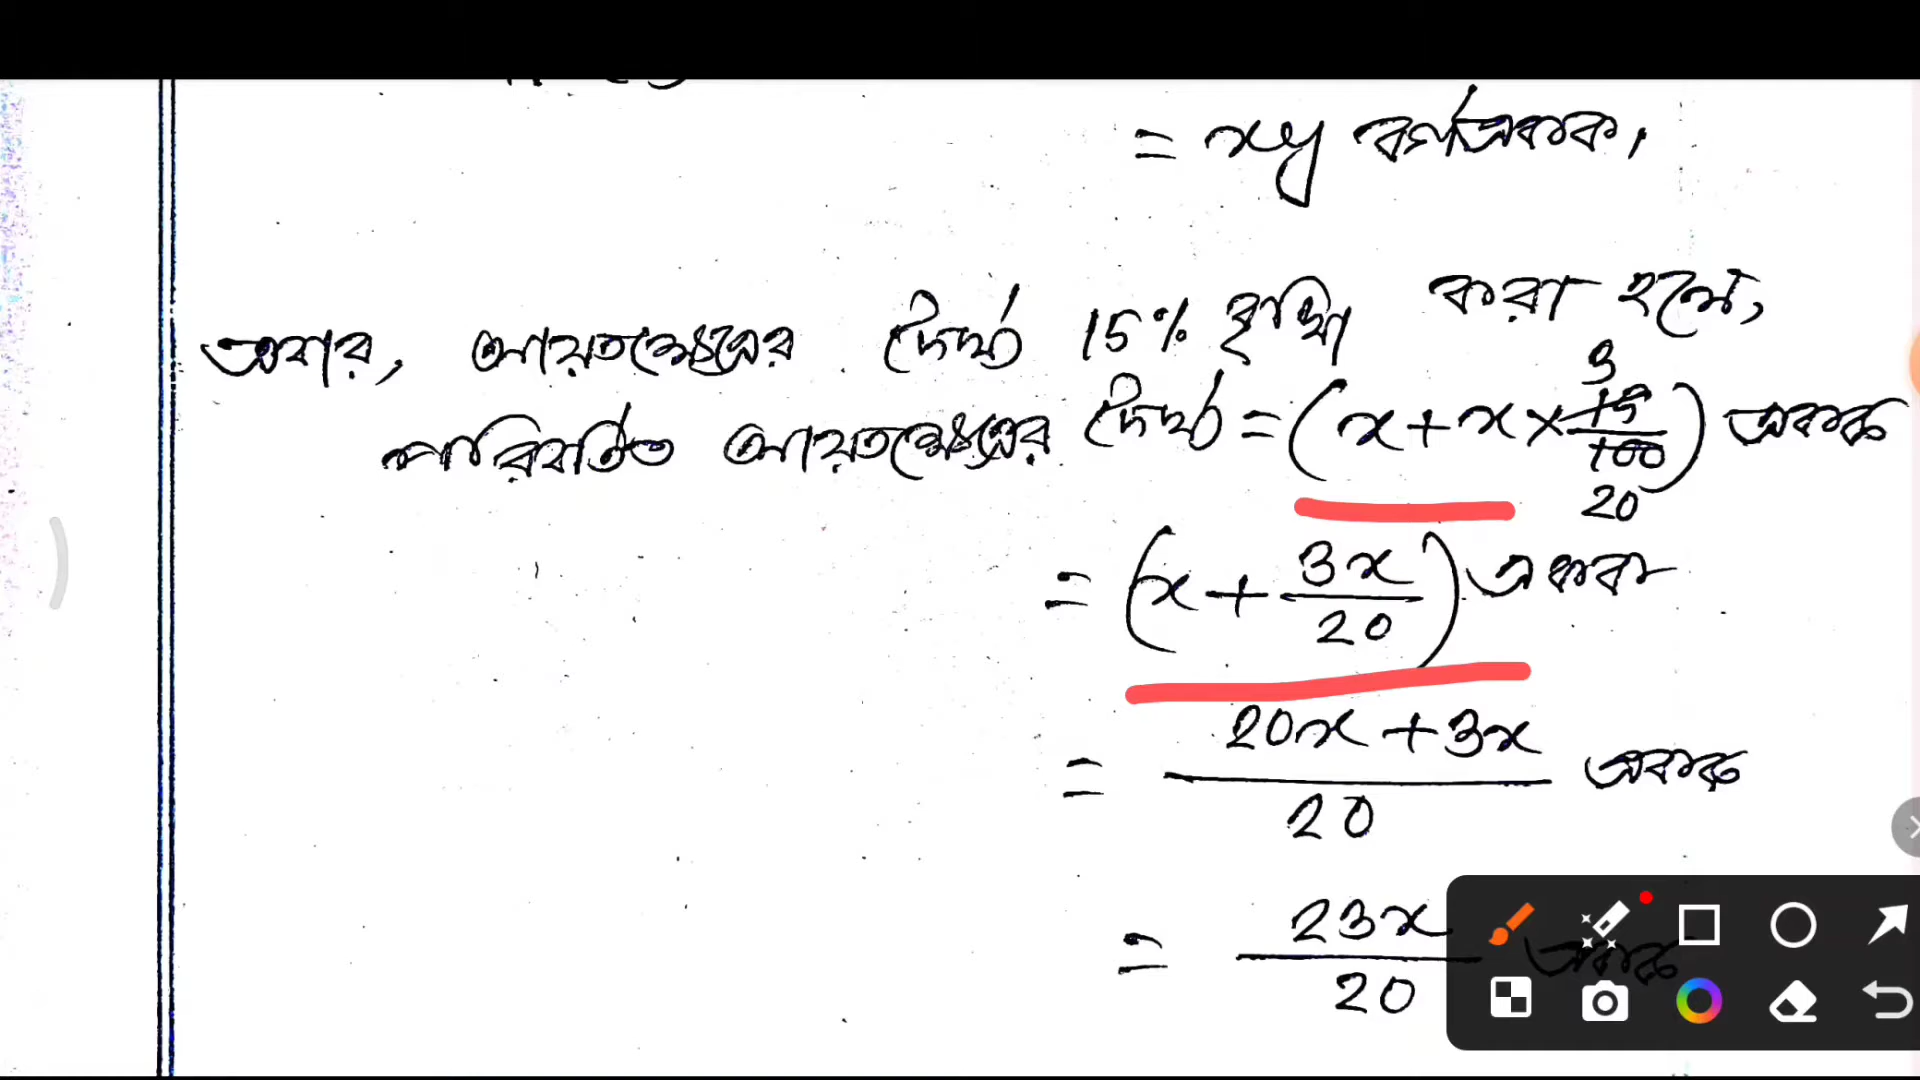 = xy বর্গএকক।
আবার, আয়তক্ষেত্রের দৈর্ঘ্য 15% বৃদ্ধি করা হলে,
পরিবর্তিত আয়তক্ষেত্রের দৈর্ঘ্য = (x + x × 15/100) একক
3
20
= (x + 3x/20) একক
= 20x + 3x / 20 একক
= 23x / 20 একক